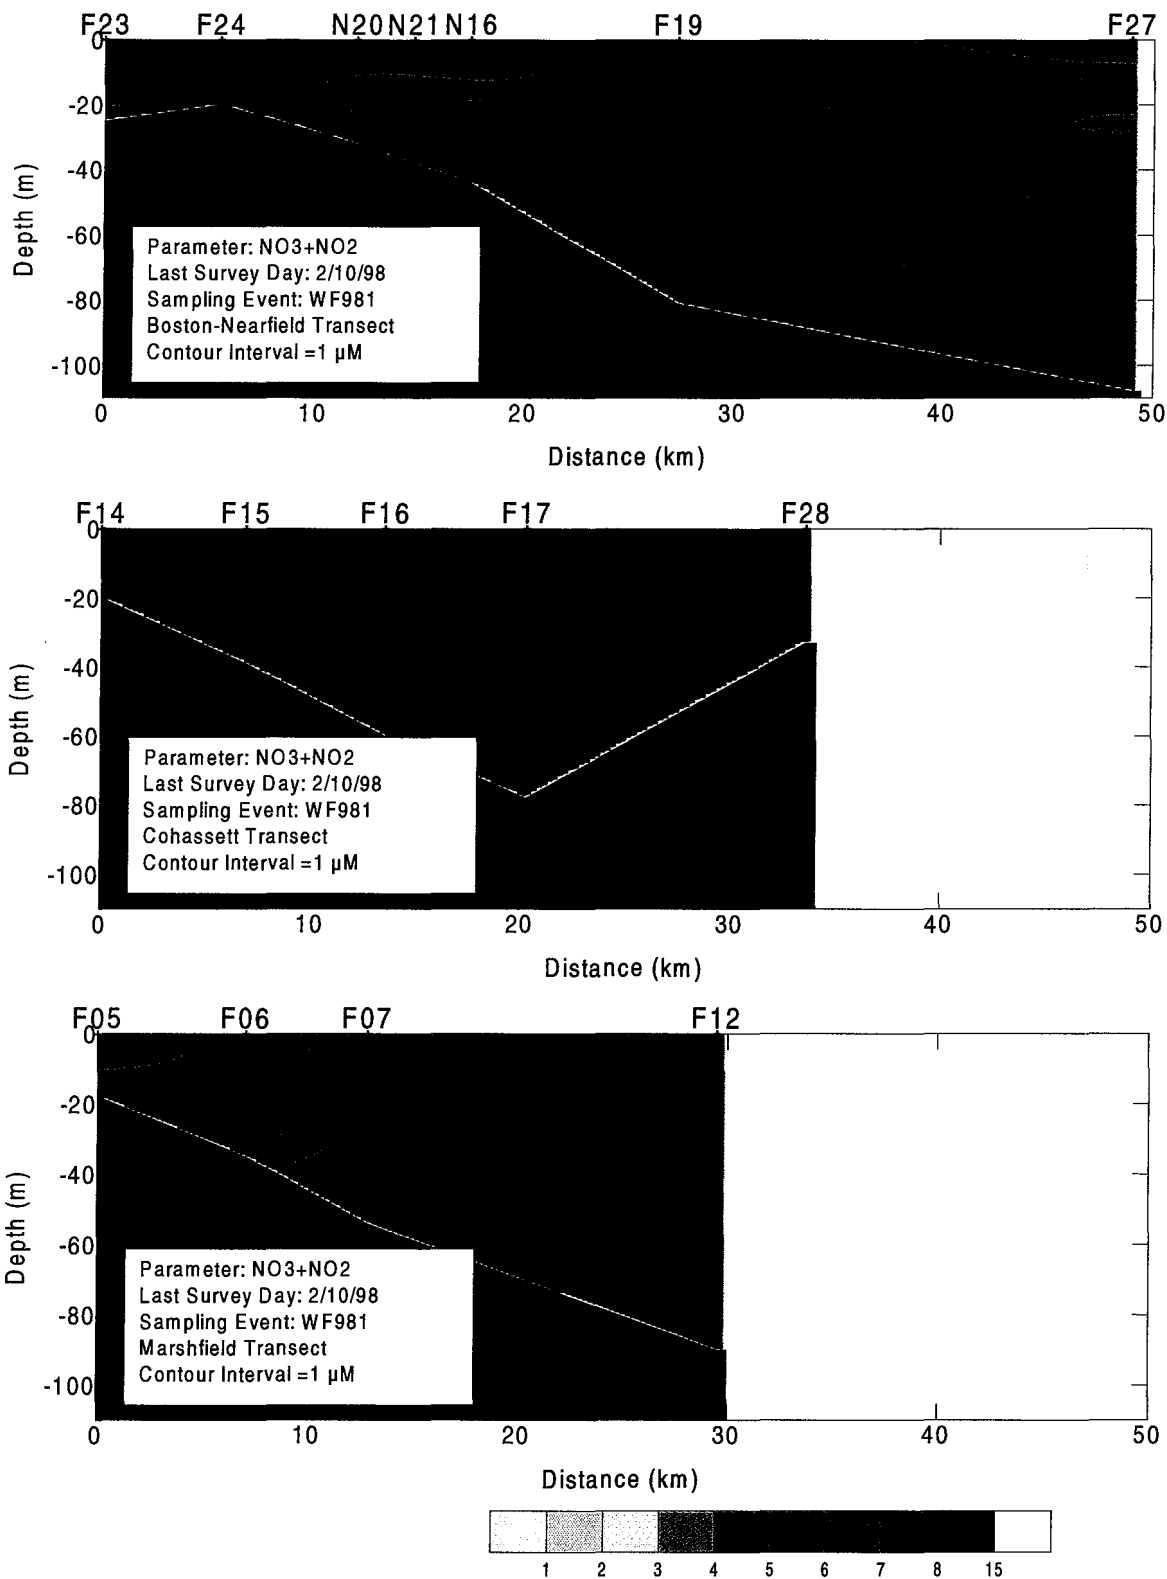 F23 F24 N20 N21 N16 F19 F27
0
-20
-40
-60
-80
-100
Depth (m)
Parameter: NO3+NO2
Last Survey Day: 2/10/98
Sampling Event: WF981
Boston-Nearfield Transect
Contour Interval =1 µM
0 10 20 30 40 50
Distance (km)
F14 F15 F16 F17 F28
0
-20
-40
-60
-80
-100
Depth (m)
Parameter: NO3+NO2
Last Survey Day: 2/10/98
Sampling Event: WF981
Cohassett Transect
Contour Interval =1 µM
0 10 20 30 40 50
Distance (km)
F05 F06 F07 F12
0
-20
-40
-60
-80
-100
Depth (m)
Parameter: NO3+NO2
Last Survey Day: 2/10/98
Sampling Event: WF981
Marshfield Transect
Contour Interval =1 µM
0 10 20 30 40 50
Distance (km)
1 2 3 4 5 6 7 8 15